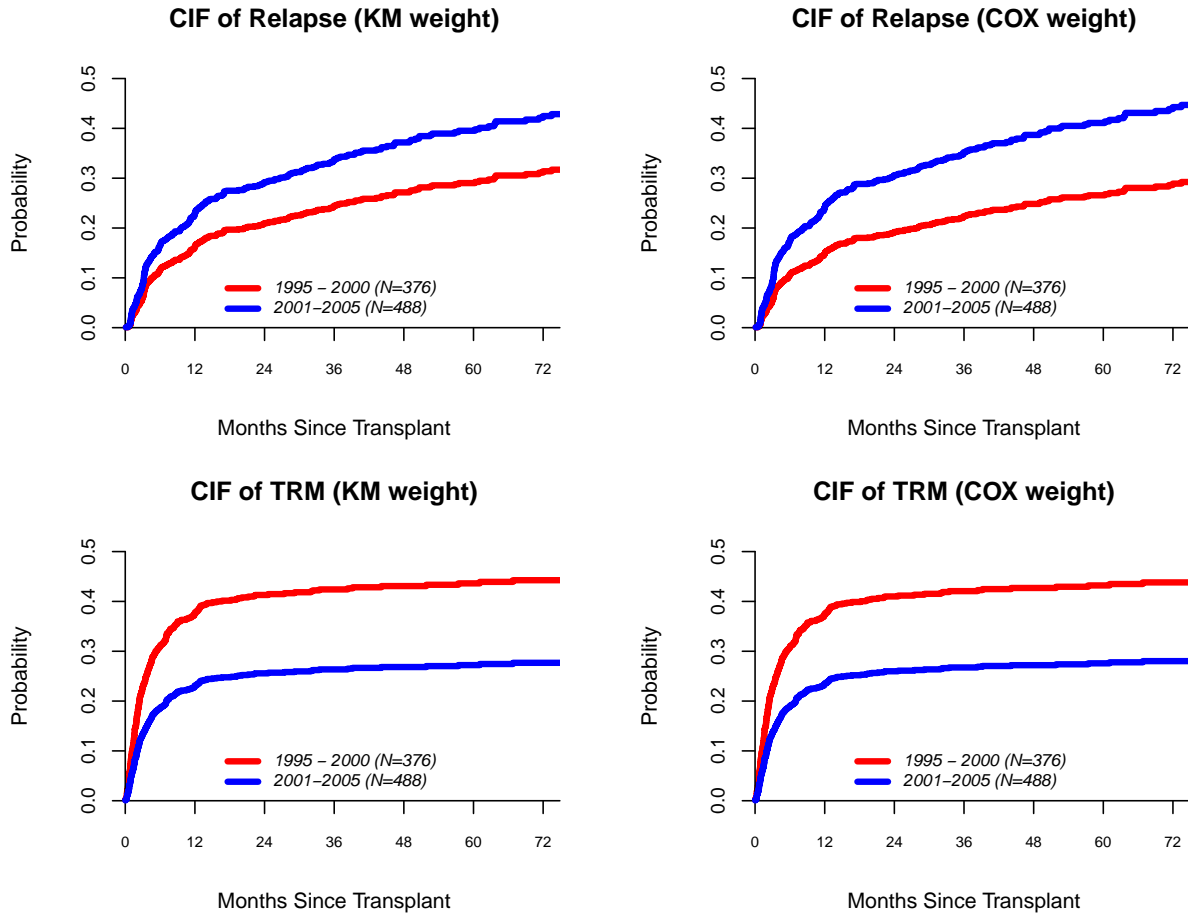 CIF of Relapse (KM weight)
Probability
0.0 0.1 0.2 0.3 0.4 0.5
1995 − 2000 (N=376)
2001−2005 (N=488)
0 12 24 36 48 60 72
Months Since Transplant
CIF of Relapse (COX weight)
Probability
0.0 0.1 0.2 0.3 0.4 0.5
1995 − 2000 (N=376)
2001−2005 (N=488)
0 12 24 36 48 60 72
Months Since Transplant
CIF of TRM (KM weight)
Probability
0.0 0.1 0.2 0.3 0.4 0.5
1995 − 2000 (N=376)
2001−2005 (N=488)
0 12 24 36 48 60 72
Months Since Transplant
CIF of TRM (COX weight)
Probability
0.0 0.1 0.2 0.3 0.4 0.5
1995 − 2000 (N=376)
2001−2005 (N=488)
0 12 24 36 48 60 72
Months Since Transplant